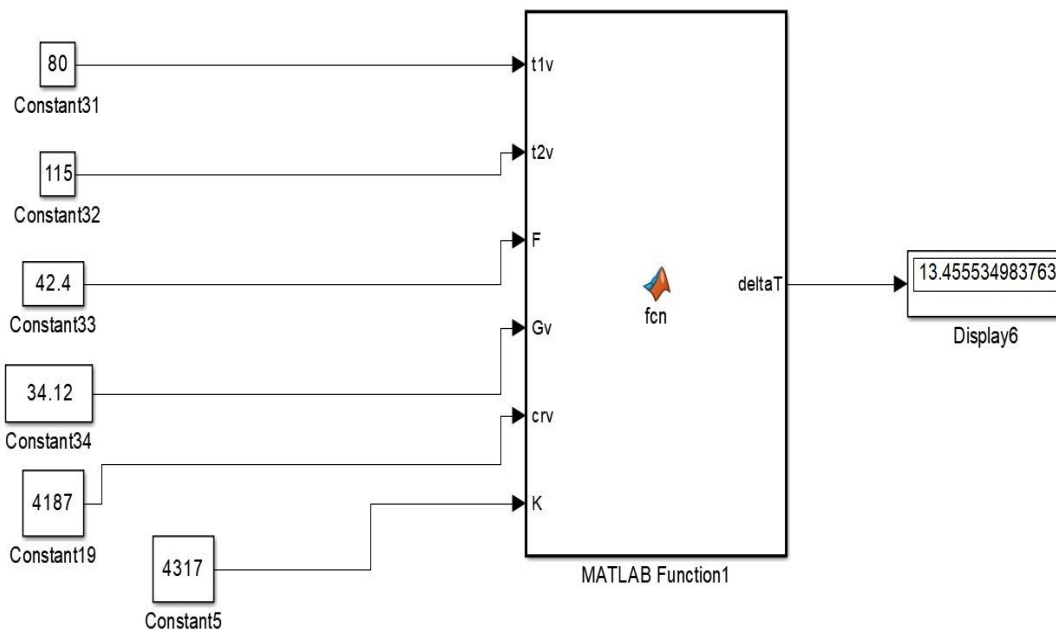 80
Constant31
t1v
115
Constant32
t2v
42.4
Constant33
F
34.12
Constant34
Gv
4187
Constant19
crv
4317
Constant5
K
fcn
deltaT
MATLAB Function1
13.455534983763
Display6